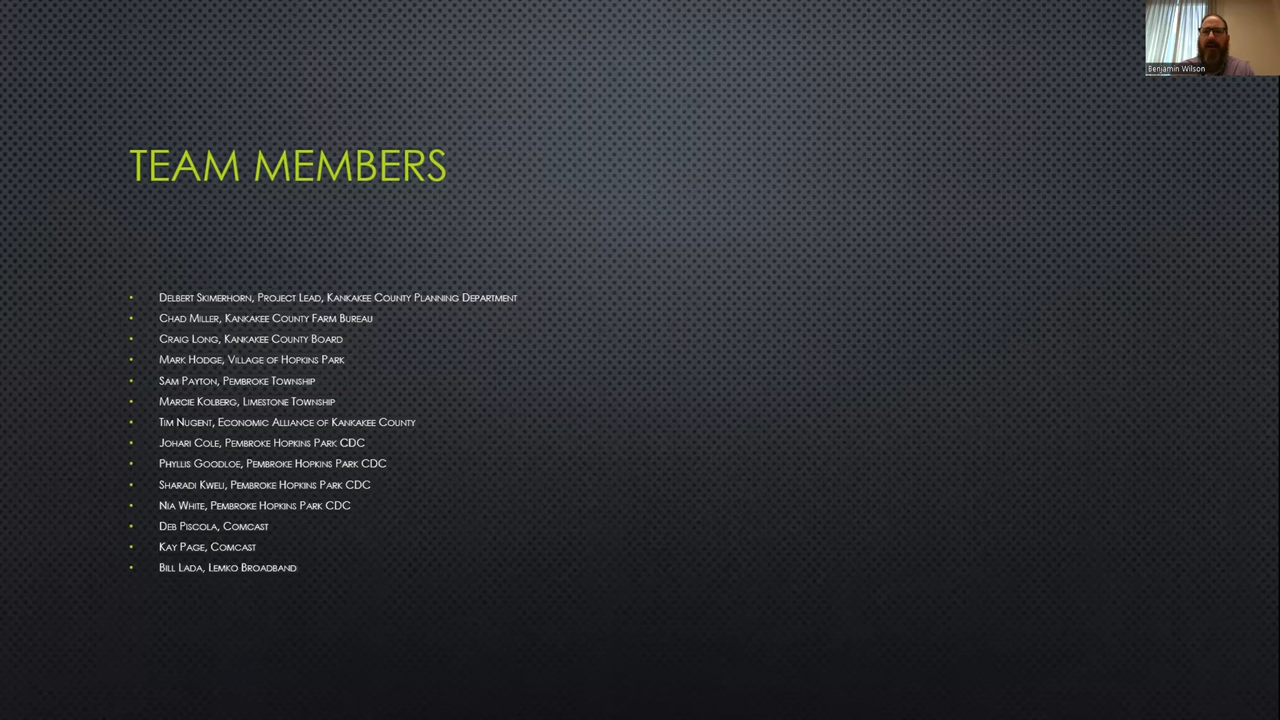 Benjamin Wilson
TEAM MEMBERS
• Delbert Skimerhorn, Project Lead, Kankakee County Planning Department
• Chad Miller, Kankakee County Farm Bureau
• Craig Long, Kankakee County Board
• Mark Hodge, Village of Hopkins Park
• Sam Payton, Pembroke Township
• Marcie Kolberg, Limestone Township
• Tim Nugent, Economic Alliance of Kankakee County
• Johari Cole, Pembroke Hopkins Park CDC
• Phyllis Goodloe, Pembroke Hopkins Park CDC
• Sharadi Kweli, Pembroke Hopkins Park CDC
• Nia White, Pembroke Hopkins Park CDC
• Deb Piscola, Comcast
• Kay Page, Comcast
• Bill Lada, Lemko Broadband